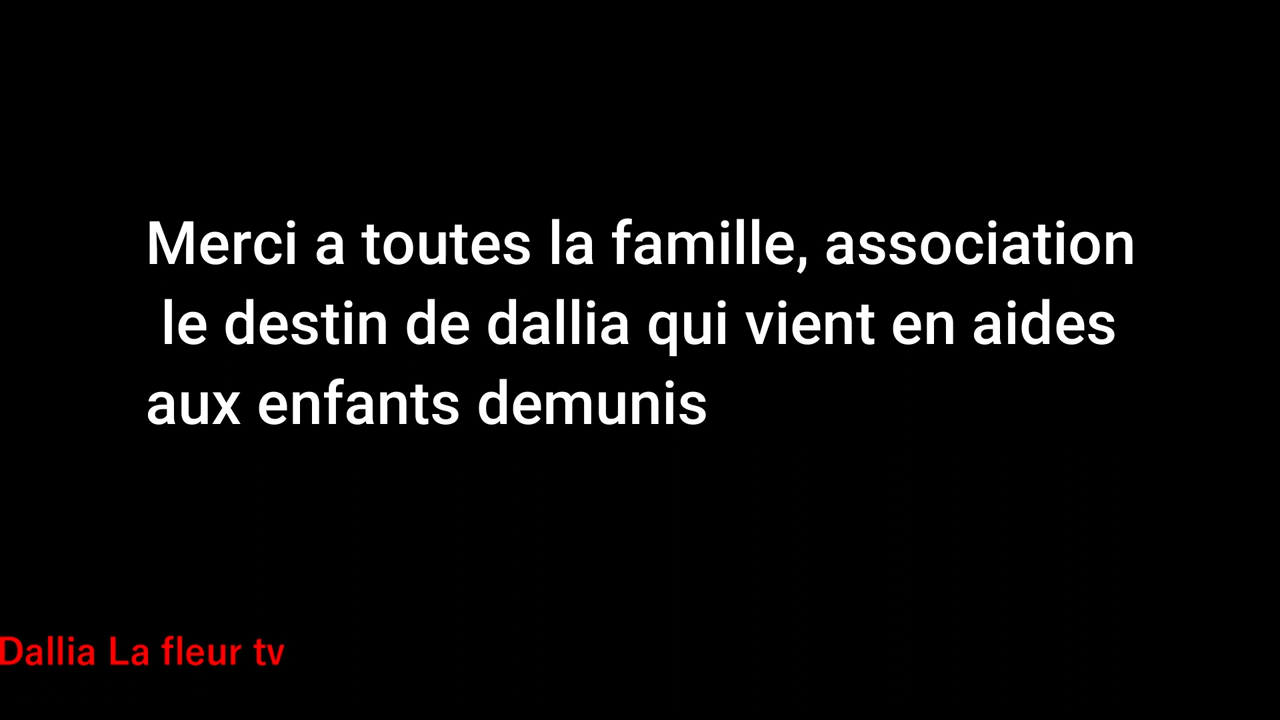 Merci a toutes la famille, association
le destin de dallia qui vient en aides
aux enfants demunis
Dallia La fleur tv